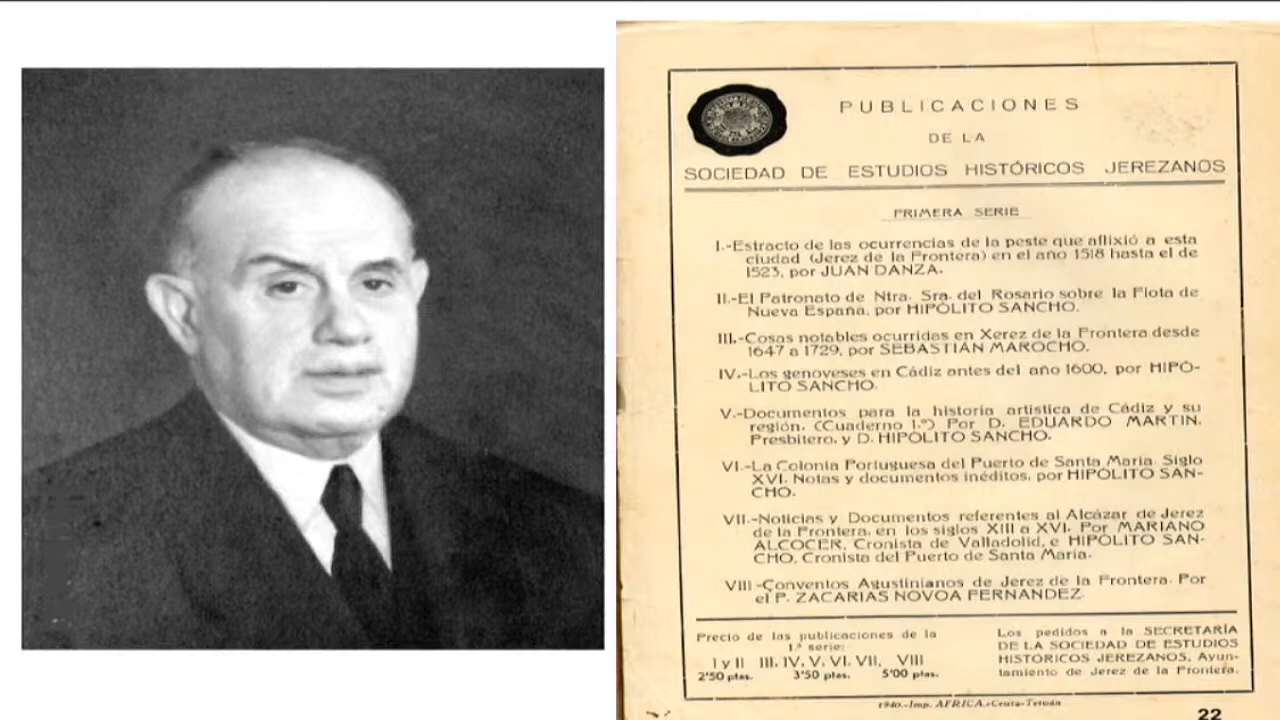 PUBLICACIONES
DE LA
SOCIEDAD DE ESTUDIOS HISTÓRICOS JEREZANOS
PRIMERA SERIE
I.-Estracto de las ocurrencias de la peste que aflixió a esta
ciudad (Jerez de la Frontera) en el año 1518 hasta el de
1523, por JUAN DANZA.
II.-El Patronato de Ntra. Sra. del Rosario sobre la Flota de
Nueva España, por HIPÓLITO SANCHO.
III.-Cosas notables ocurridas en Xerez de la Frontera desde
1647 a 1729, por SEBASTIÁN MAROCHO.
IV.-Los genoveses en Cádiz antes del año 1600, por HIPÓ-
LITO SANCHO.
V.-Documentos para la historia artística de Cádiz y su
región. (Cuaderno 1.º) Por D. EDUARDO MARTIN,
Presbítero, y D. HIPÓLITO SANCHO.
VI.-La Colonia Portuguesa del Puerto de Santa María. Siglo
XVI. Notas y documentos inéditos, por HIPÓLITO SAN-
CHO.
VII.-Noticias y Documentos referentes al Alcázar de Jerez
de la Frontera, en los siglos XIII a XVI. Por MARIANO
ALCOCER, Cronista de Valladolid, e HIPÓLITO SAN-
CHO, Cronista del Puerto de Santa María.
VIII-Conventos Agustinianos de Jerez de la Frontera. Por
el P. ZACARIAS NOVOA FERNANDEZ.
Precio de las publicaciones de la
1.ª serie:
I y II III, IV, V, VI, VII, VIII
2'50 ptas. 3'50 ptas. 5'00 ptas.
Los pedidos a la SECRETARÍA
DE LA SOCIEDAD DE ESTUDIOS
HISTÓRICOS JEREZANOS, Ayun-
tamiento de Jerez de la Frontera.
1940.-Imp. AFRICA.-Ceuta-Tetuán
22